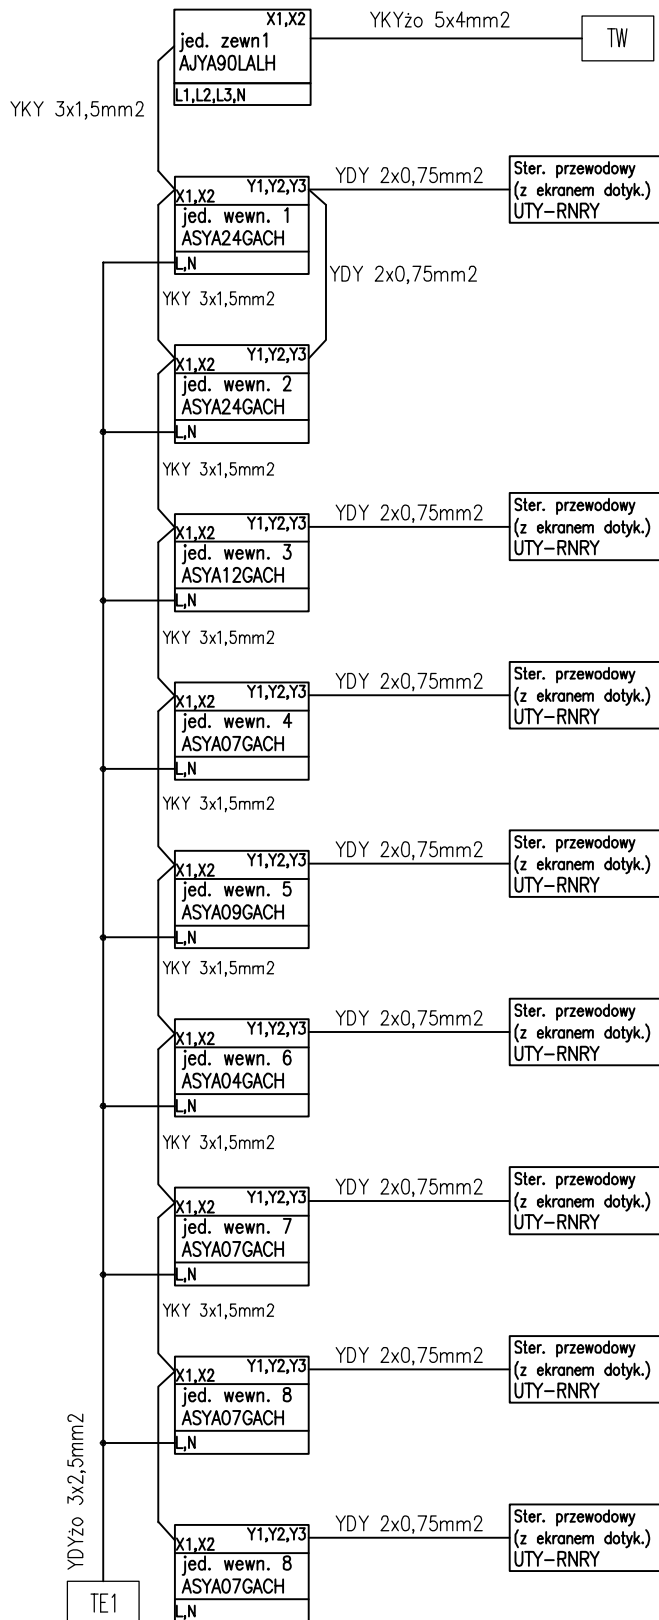 X1,X2
jed. zewn1
AJYA90LALH
L1,L2,L3,N
YKYżo 5x4mm2
TW
YKY 3x1,5mm2
X1,X2
Y1,Y2,Y3
jed. wewn. 1
ASYA24GACH
L,N
YDY 2x0,75mm2
Ster. przewodowy
(z ekranem dotyk.)
UTY-RNRY
YDY 2x0,75mm2
YKY 3x1,5mm2
X1,X2
Y1,Y2,Y3
jed. wewn. 2
ASYA24GACH
L,N
YKY 3x1,5mm2
X1,X2
Y1,Y2,Y3
jed. wewn. 3
ASYA12GACH
L,N
YDY 2x0,75mm2
Ster. przewodowy
(z ekranem dotyk.)
UTY-RNRY
YKY 3x1,5mm2
X1,X2
Y1,Y2,Y3
jed. wewn. 4
ASYA07GACH
L,N
YDY 2x0,75mm2
Ster. przewodowy
(z ekranem dotyk.)
UTY-RNRY
YKY 3x1,5mm2
X1,X2
Y1,Y2,Y3
jed. wewn. 5
ASYA09GACH
L,N
YDY 2x0,75mm2
Ster. przewodowy
(z ekranem dotyk.)
UTY-RNRY
YKY 3x1,5mm2
X1,X2
Y1,Y2,Y3
jed. wewn. 6
ASYA04GACH
L,N
YDY 2x0,75mm2
Ster. przewodowy
(z ekranem dotyk.)
UTY-RNRY
YKY 3x1,5mm2
X1,X2
Y1,Y2,Y3
jed. wewn. 7
ASYA07GACH
L,N
YDY 2x0,75mm2
Ster. przewodowy
(z ekranem dotyk.)
UTY-RNRY
YKY 3x1,5mm2
X1,X2
Y1,Y2,Y3
jed. wewn. 8
ASYA07GACH
L,N
YDY 2x0,75mm2
Ster. przewodowy
(z ekranem dotyk.)
UTY-RNRY
YDYżo 3x2,5mm2
X1,X2
Y1,Y2,Y3
jed. wewn. 8
ASYA07GACH
L,N
YDY 2x0,75mm2
Ster. przewodowy
(z ekranem dotyk.)
UTY-RNRY
TE1